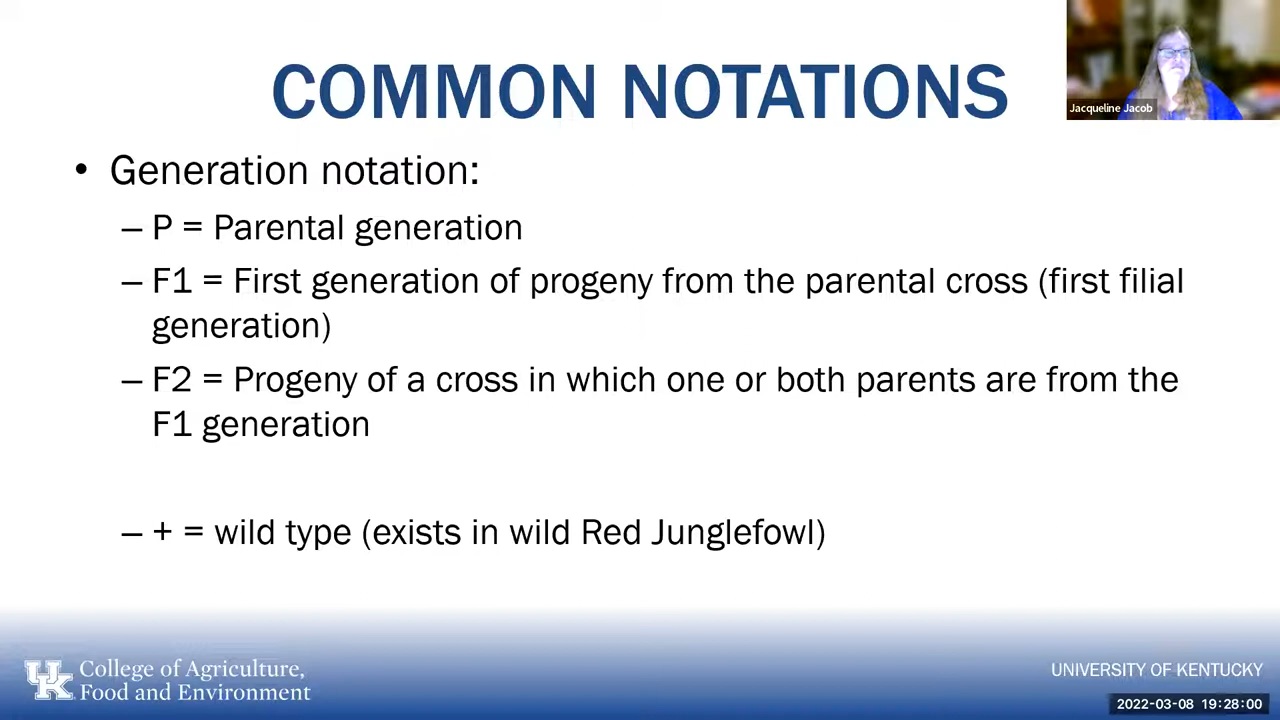 COMMON NOTATIONS
Jacqueline Jacob
• Generation notation:
– P = Parental generation
– F1 = First generation of progeny from the parental cross (first filial
generation)
– F2 = Progeny of a cross in which one or both parents are from the
F1 generation
– + = wild type (exists in wild Red Junglefowl)
UK College of Agriculture,
Food and Environment
UNIVERSITY OF KENTUCKY
2022-03-08 19:28:00